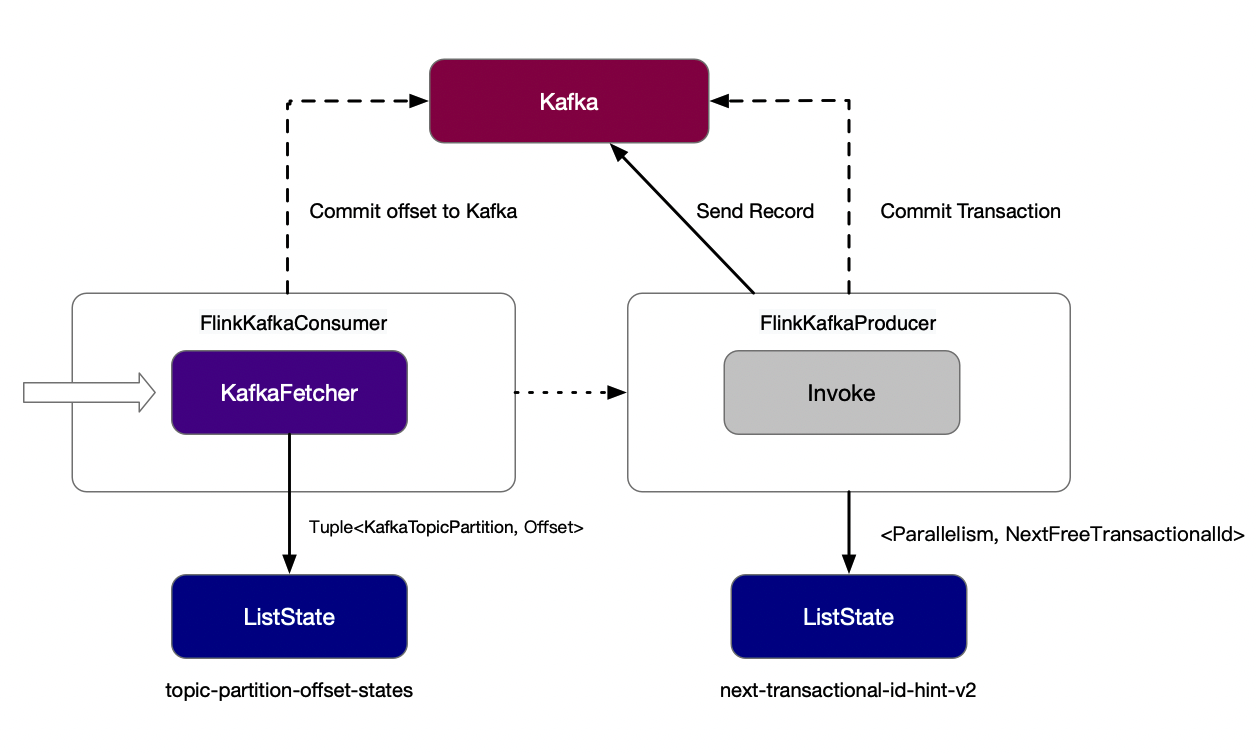 Kafka
Commit offset to Kafka
Send Record
Commit Transaction
FlinkKafkaConsumer
FlinkKafkaProducer
KafkaFetcher
Invoke
Tuple<KafkaTopicPartition, Offset>
<Parallelism, NextFreeTransactionalId>
ListState
ListState
topic-partition-offset-states
next-transactional-id-hint-v2